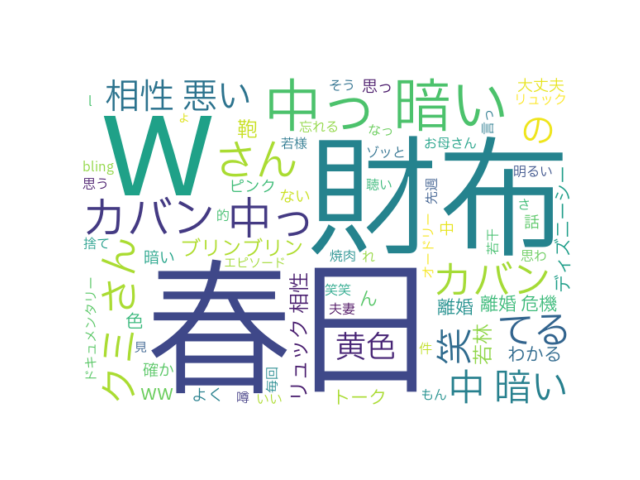 相性 悪い
中っ 暗い
そう
思っ
大丈夫
リュック
l
W
さん
鞄
忘れる
なっ
言っ
の
ょ
若様
ゾッと
お母さん
bling
思う
ピンク
ない
聴い
先週
明るい
財布
カバン 中っ
的
オードリー
中
若干
さ
話
ディズニーシー
捨て
暗い
ブリンブリン
エピソード
焼肉
れ
カバン
思わ
クミ さん
ドキュメンタリー
色
春日
リュック 相性
笑笑
ん
夫妻
離婚
離婚 危機
黄色
笑
若林
てる
見
確か
件
わかる
ww
よく
噂
いい
毎回
トーク
もん
中 暗い